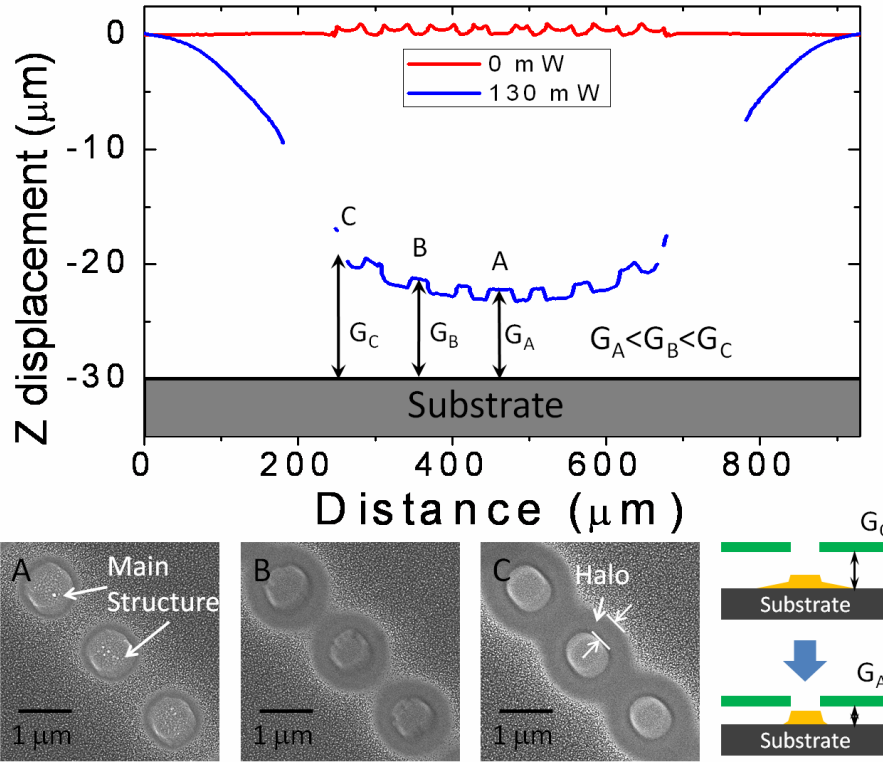 0
-10
-20
-30
Z displacement (μm)
0 mW
130 mW
C
B
A
G_C
G_B
G_A
G_A<G_B<G_C
Substrate
0
200
400
600
800
Distance (μm)
A
Main
Structure
1 μm
B
1 μm
C
Halo
1 μm
G_C
Substrate
G_A
Substrate